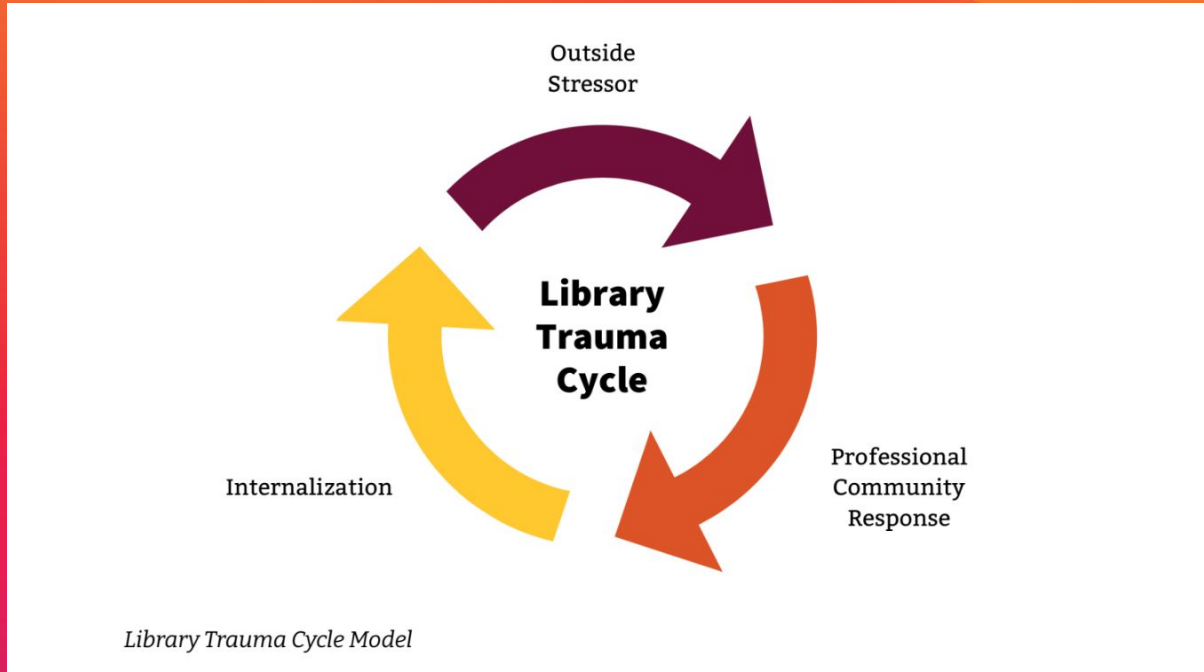 Outside
Stressor
Library
Trauma
Cycle
Professional
Community
Response
Internalization
Library Trauma Cycle Model